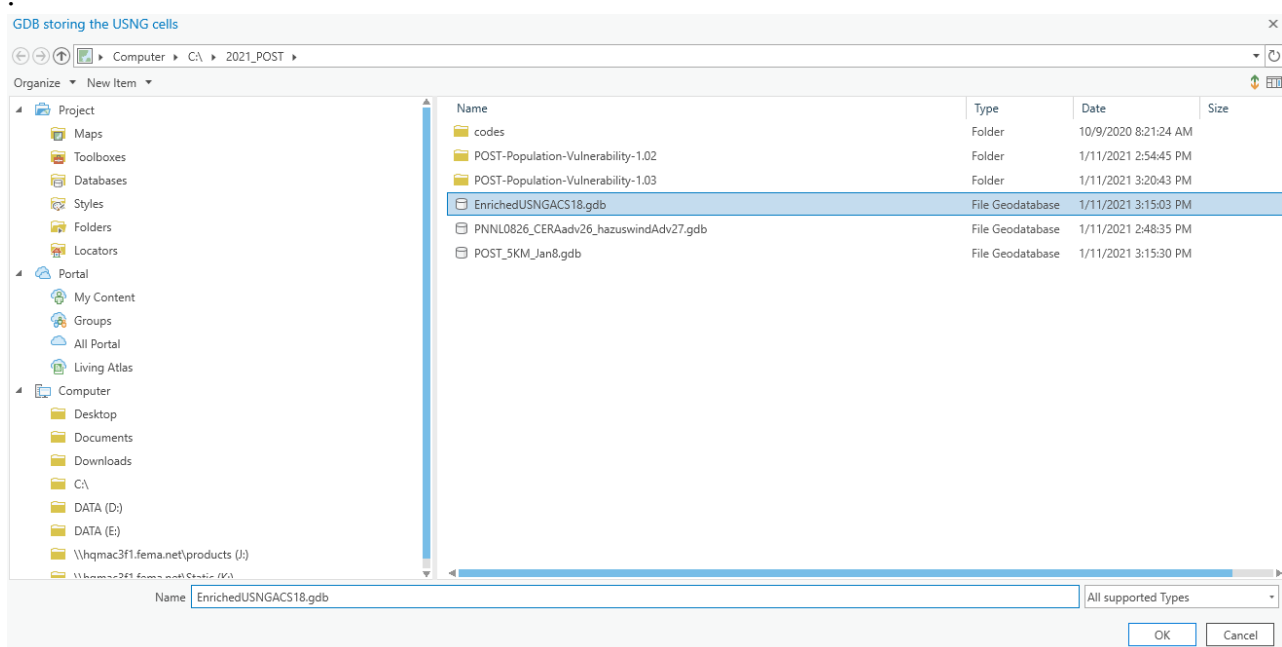 GDB storing the USNG cells
Computer C:\ 2021_POST
Organize New Item
Project
Maps
Toolboxes
Databases
Styles
Folders
Locators
Portal
My Content
Groups
All Portal
Living Atlas
Computer
Desktop
Documents
Downloads
C:\
DATA (D:)
DATA (E:)
\\hqmac3f1.fema.net\products (J:)
\\hqmac3f1.fema.net\Static (K:)
Name Type Date Size
codes Folder 10/9/2020 8:21:24 AM
POST-Population-Vulnerability-1.02 Folder 1/11/2021 2:54:45 PM
POST-Population-Vulnerability-1.03 Folder 1/11/2021 3:20:43 PM
EnrichedUSNGACS18.gdb File Geodatabase 1/11/2021 3:15:03 PM
PNNL0826_CERAadv26_hazuswindAdv27.gdb File Geodatabase 1/11/2021 2:48:35 PM
POST_5KM_Jan8.gdb File Geodatabase 1/11/2021 3:15:30 PM
Name EnrichedUSNGACS18.gdb All supported Types
OK Cancel